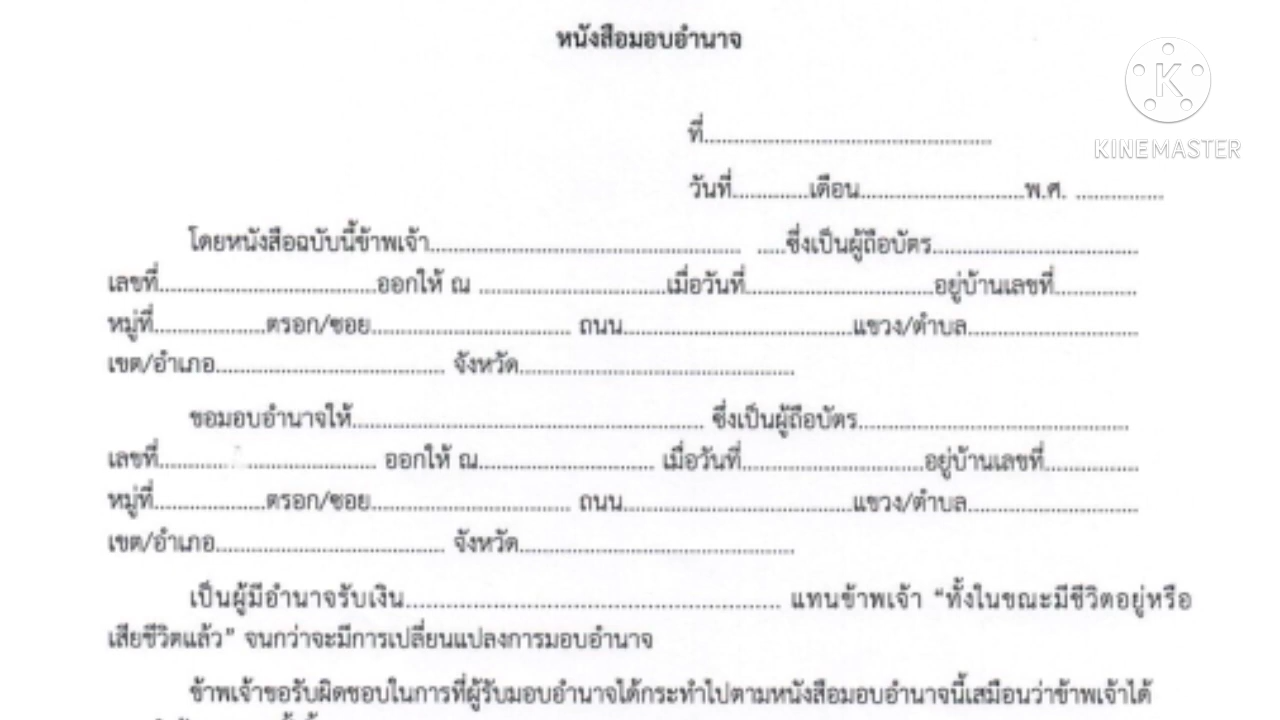 หนังสือมอบอำนาจ
K
KINEMASTER
ที่................................................
วันที่.............เดือน............................พ.ศ. ...............
โดยหนังสือฉบับนี้ข้าพเจ้า..................................................... .....ซึ่งเป็นผู้ถือบัตร...................................
เลขที่.....................................ออกให้ ณ ................................เมื่อวันที่................................อยู่บ้านเลขที่..............
หมู่ที่...................ตรอก/ซอย.................................. ถนน.......................................แขวง/ตำบล.............................
เขต/อำเภอ....................................... จังหวัด...............................................
ขอมอบอำนาจให้............................................................ ซึ่งเป็นผู้ถือบัตร..............................................
เลขที่..................................... ออกให้ ณ.............................. เมื่อวันที่...............................อยู่บ้านเลขที่................
หมู่ที่...................ตรอก/ซอย.................................. ถนน.......................................แขวง/ตำบล.............................
เขต/อำเภอ....................................... จังหวัด...............................................
เป็นผู้มีอำนาจรับเงิน................................................................ แทนข้าพเจ้า “ทั้งในขณะมีชีวิตอยู่หรือ
เสียชีวิตแล้ว” จนกว่าจะมีการเปลี่ยนแปลงการมอบอำนาจ
ข้าพเจ้าขอรับผิดชอบในการที่ผู้รับมอบอำนาจได้กระทำไปตามหนังสือมอบอำนาจนี้เสมือนว่าข้าพเจ้าได้